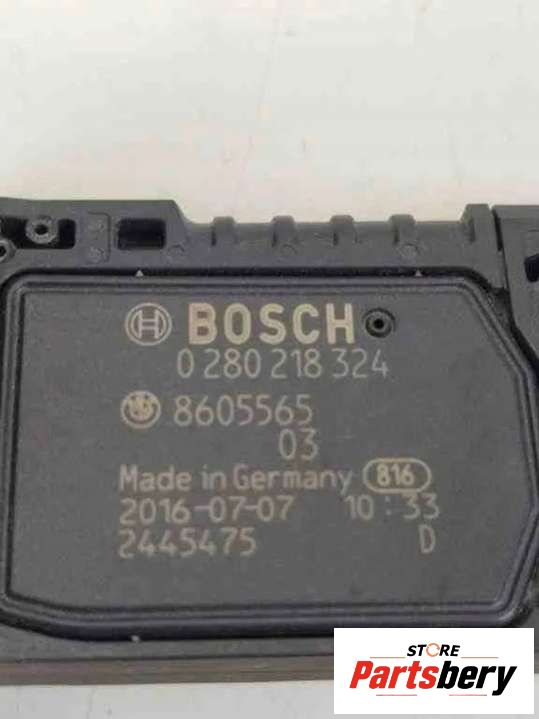 BOSCH
0 280 218 324
8605565
03
Made in Germany 816
2016-07-07 10:33
2445475 D
STORE
Partsbery